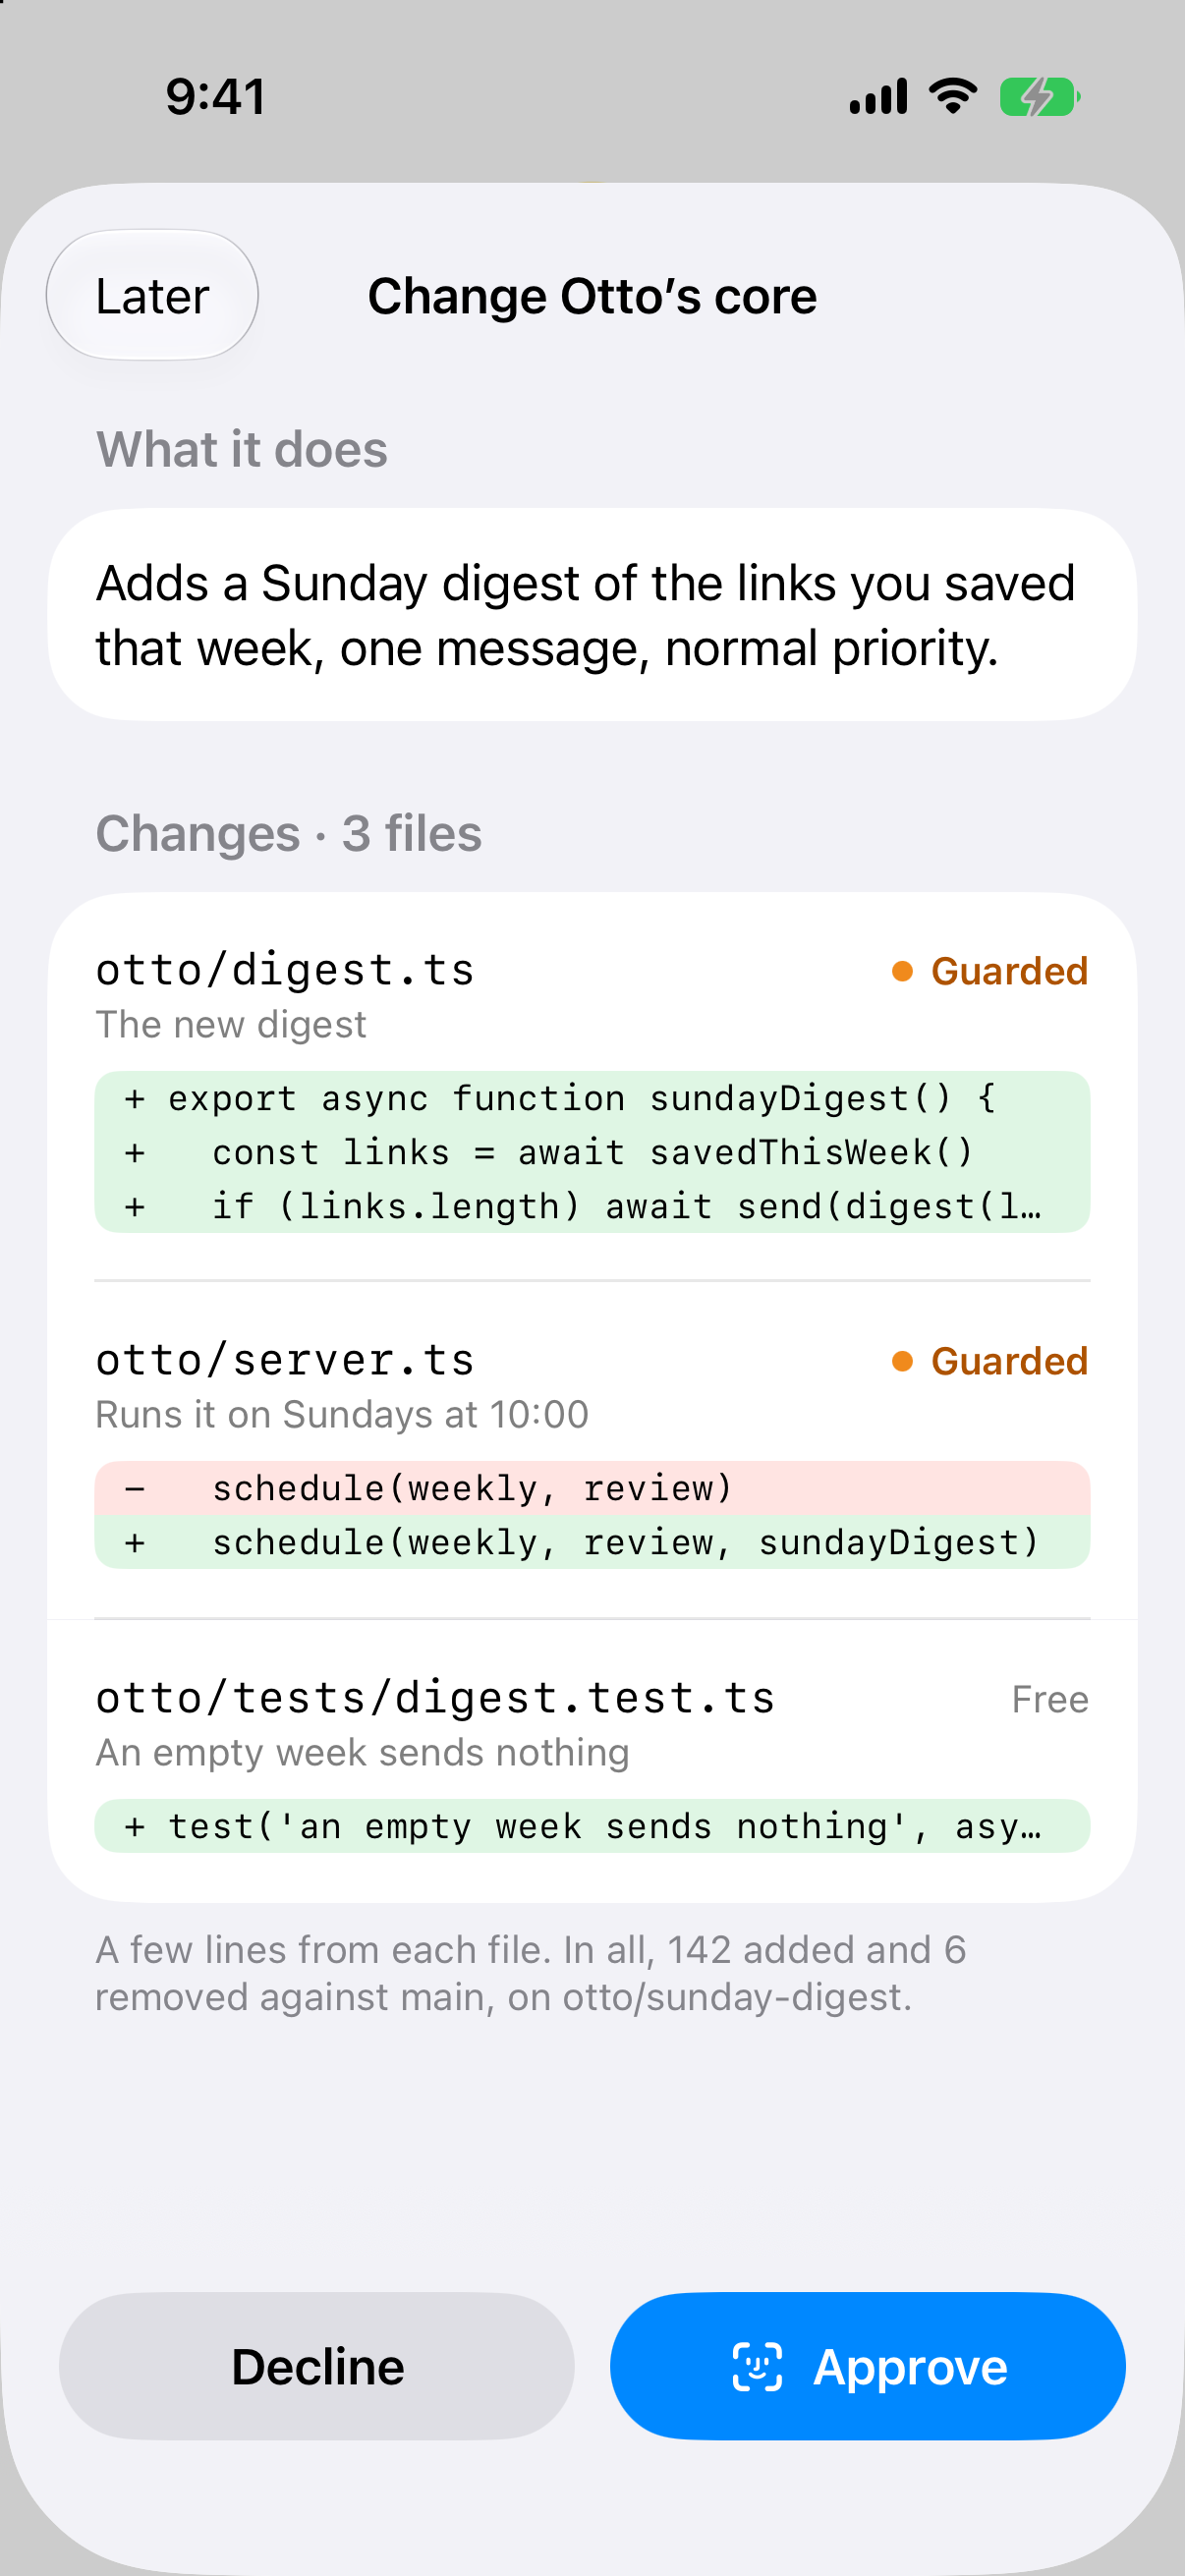 9:41
Later
Change Otto’s core
What it does
Adds a Sunday digest of the links you saved
that week, one message, normal priority.
Changes · 3 files
otto/digest.ts
Guarded
The new digest
+ export async function sundayDigest() {
+   const links = await savedThisWeek()
+   if (links.length) await send(digest(l…
otto/server.ts
Guarded
Runs it on Sundays at 10:00
−   schedule(weekly, review)
+   schedule(weekly, review, sundayDigest)
otto/tests/digest.test.ts
Free
An empty week sends nothing
+ test('an empty week sends nothing', asy…
A few lines from each file. In all, 142 added and 6
removed against main, on otto/sunday-digest.
Decline
Approve